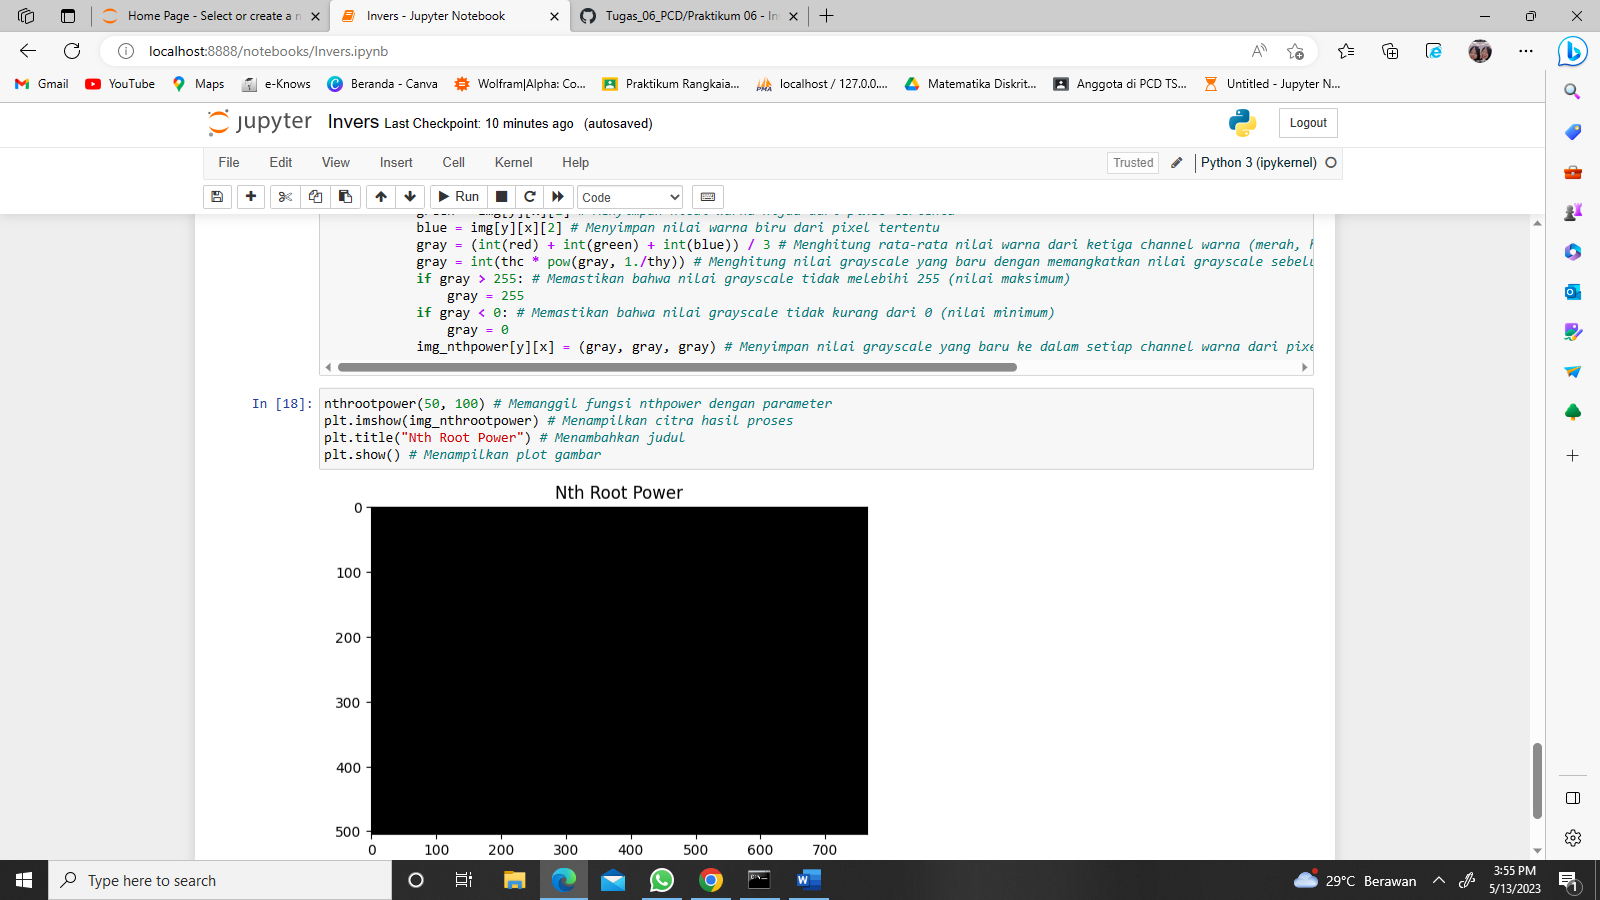 Home Page - Select or create a n
Invers - Jupyter Notebook
Tugas_06_PCD/Praktikum 06 - In
localhost:8888/notebooks/Invers.ipynb
Gmail
YouTube
Maps
e-Knows
Beranda - Canva
Wolfram|Alpha: Co...
Praktikum Rangkaia...
localhost / 127.0.0....
Matematika Diskrit...
Anggota di PCD TS...
Untitled - Jupyter N...
jupyter Invers Last Checkpoint: 10 minutes ago (autosaved)
Logout
File Edit View Insert Cell Kernel Help
Trusted
Python 3 (ipykernel)
Run
Code
blue = img[y][x][2] # Menyimpan nilai warna biru dari pixel tertentu
gray = (int(red) + int(green) + int(blue)) / 3 # Menghitung rata-rata nilai warna dari ketiga channel warna (merah, h
gray = int(thc * pow(gray, 1./thy)) # Menghitung nilai grayscale yang baru dengan memangkatkan nilai grayscale sebelu
if gray > 255: # Memastikan bahwa nilai grayscale tidak melebihi 255 (nilai maksimum)
gray = 255
if gray < 0: # Memastikan bahwa nilai grayscale tidak kurang dari 0 (nilai minimum)
gray = 0
img_nthpower[y][x] = (gray, gray, gray) # Menyimpan nilai grayscale yang baru ke dalam setiap channel warna dari pixe
In [18]:
nthrootpower(50, 100) # Memanggil fungsi nthpower dengan parameter
plt.imshow(img_nthrootpower) # Menampilkan citra hasil proses
plt.title("Nth Root Power") # Menambahkan judul
plt.show() # Menampilkan plot gambar
Nth Root Power
0
100
200
300
400
500
0 100 200 300 400 500 600 700
Type here to search
29°C Berawan
3:55 PM
5/13/2023
1